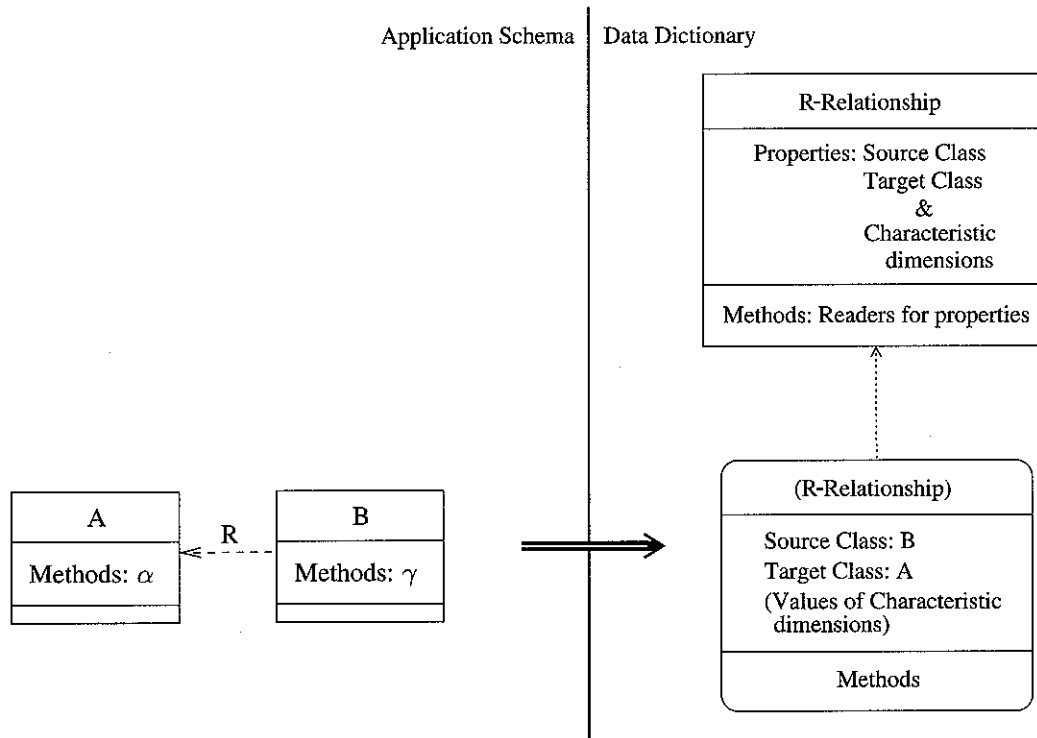 Application Schema
Data Dictionary
R-Relationship
Properties: Source Class
Target Class
&
Characteristic
dimensions
Methods: Readers for properties
A
Methods: α
R
B
Methods: γ
(R-Relationship)
Source Class: B
Target Class: A
(Values of Characteristic
dimensions)
Methods